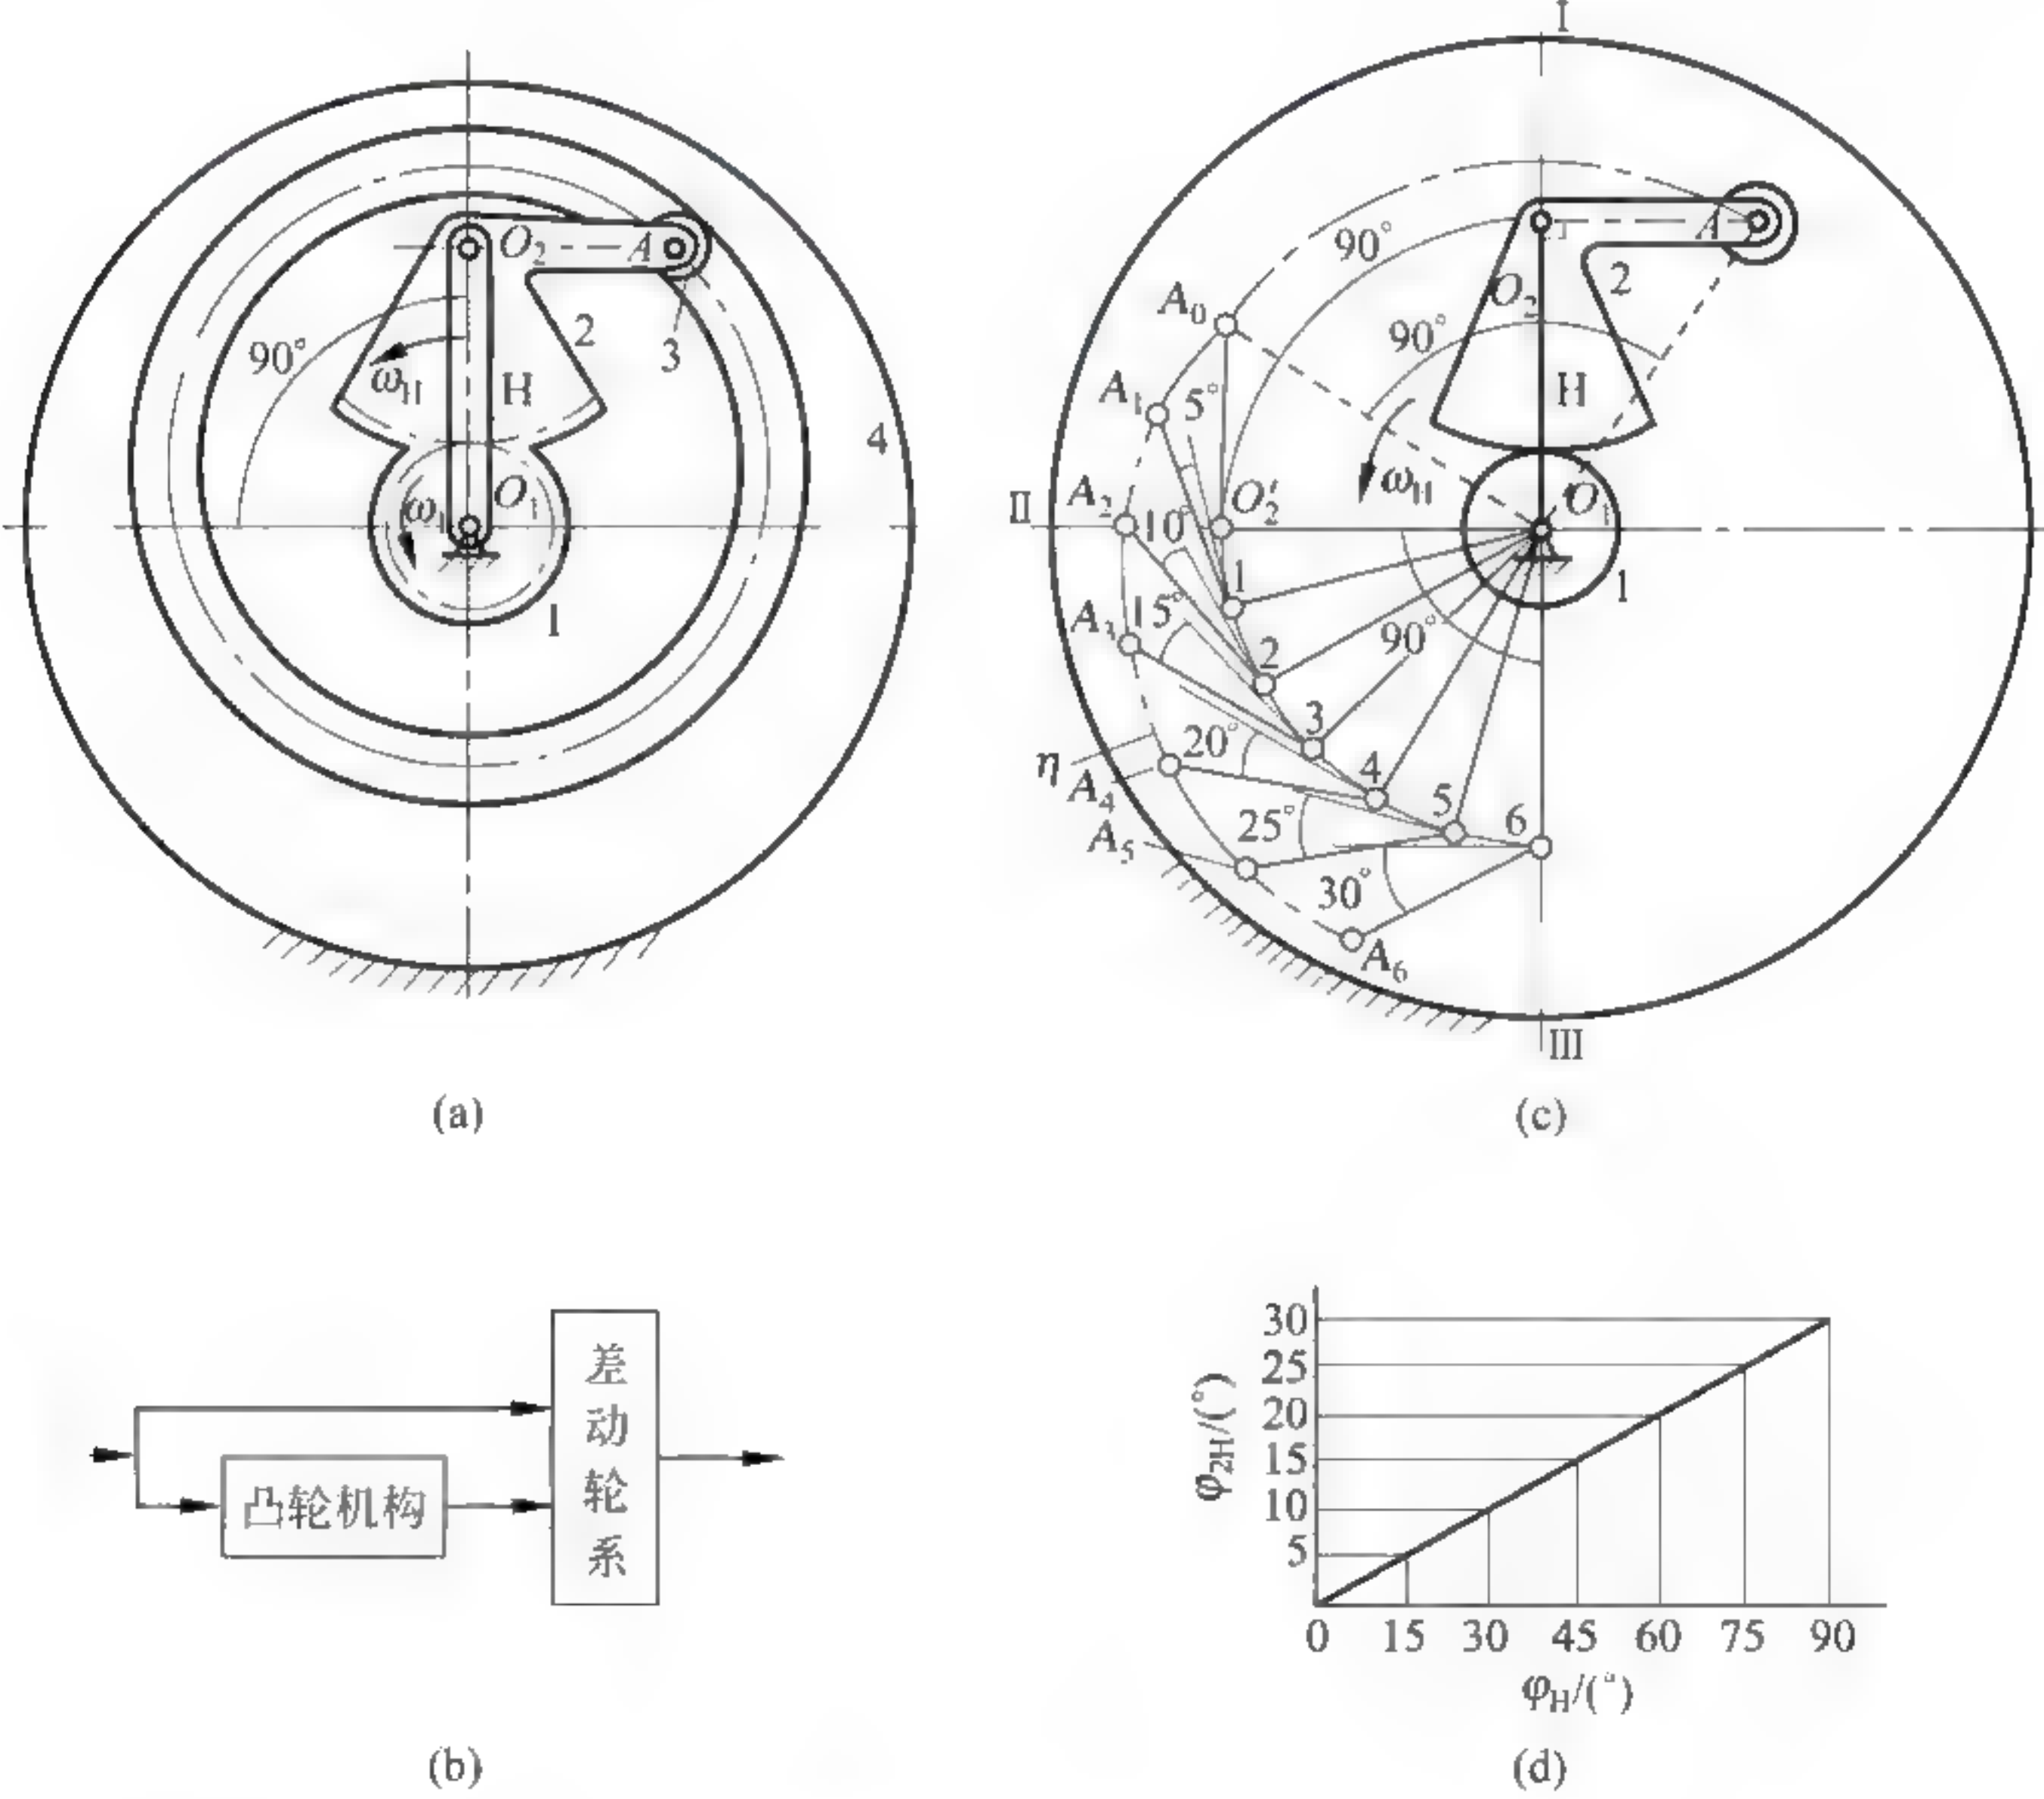 I
O₂
A
90°
2
ω_H
H
3
4
ω₁
O₁
1
(a)
90°
A
A₀
O₂
2
90°
A₁
5°
H
ω_H
II
A₂
O₂′
O₁
10°
1
1
A₃
15°
2
90°
3
η
20°
4
A₄
5
6
25°
A₅
30°
A₆
III
(c)
差
动
轮
系
凸轮机构
(b)
φ₂H/(°)
30
25
20
15
10
5
0 15 30 45 60 75 90
φ_H/(°)
(d)